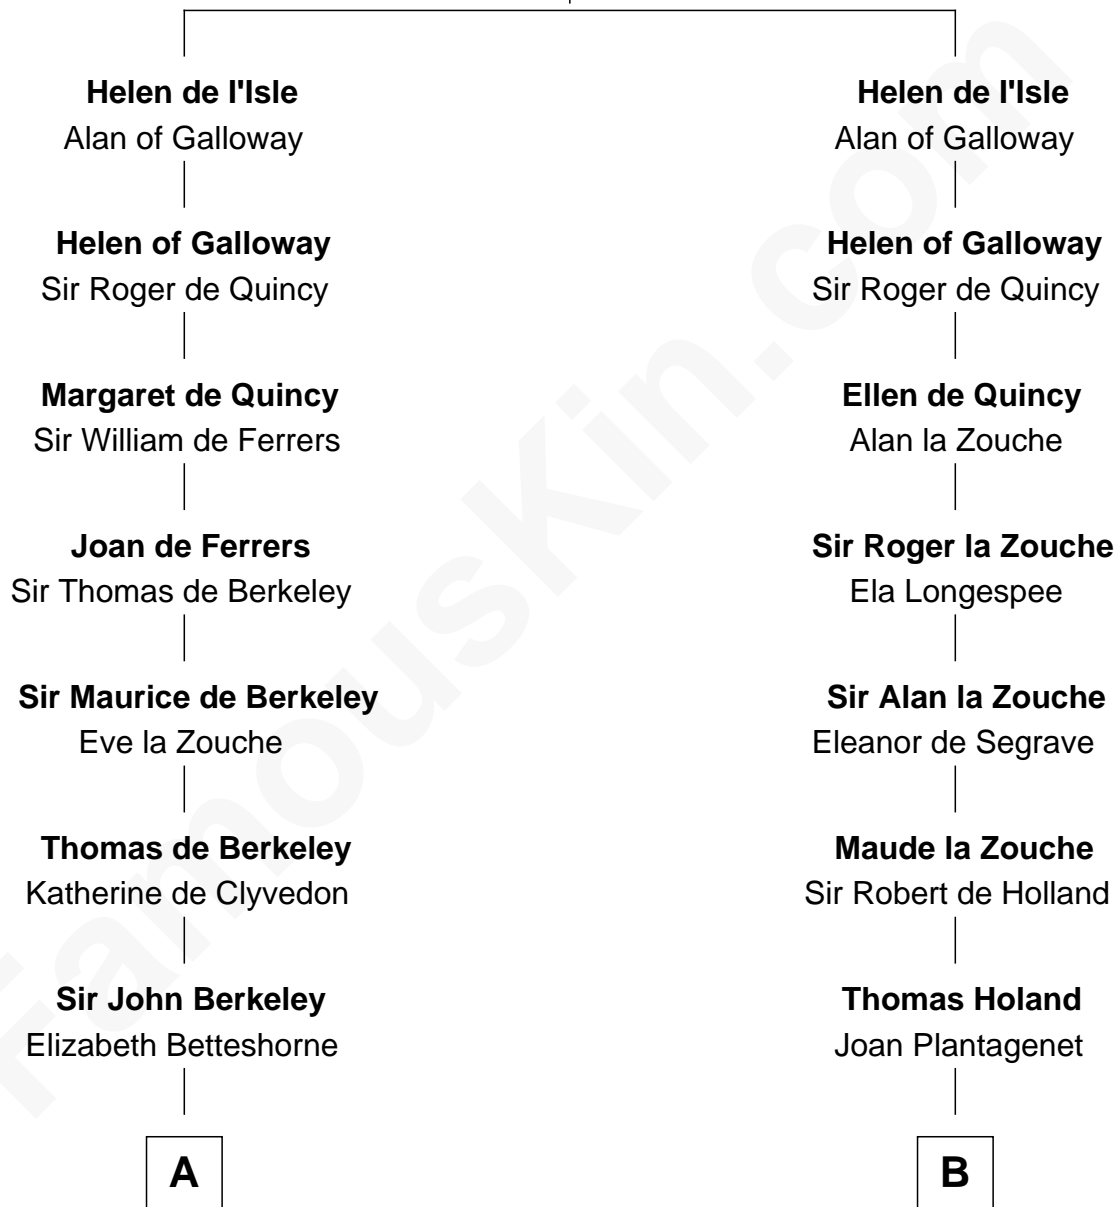 Helen de l'Isle
Alan of Galloway
Helen of Galloway
Sir Roger de Quincy
Margaret de Quincy
Sir William de Ferrers
Joan de Ferrers
Sir Thomas de Berkeley
Sir Maurice de Berkeley
Eve la Zouche
Thomas de Berkeley
Katherine de Clyvedon
Sir John Berkeley
Elizabeth Betteshorne
A
Helen de l'Isle
Alan of Galloway
Helen of Galloway
Sir Roger de Quincy
Ellen de Quincy
Alan la Zouche
Sir Roger la Zouche
Ela Longespee
Sir Alan la Zouche
Eleanor de Segrave
Maude la Zouche
Sir Robert de Holland
Thomas Holand
Joan Plantagenet
B
FamousKin.com